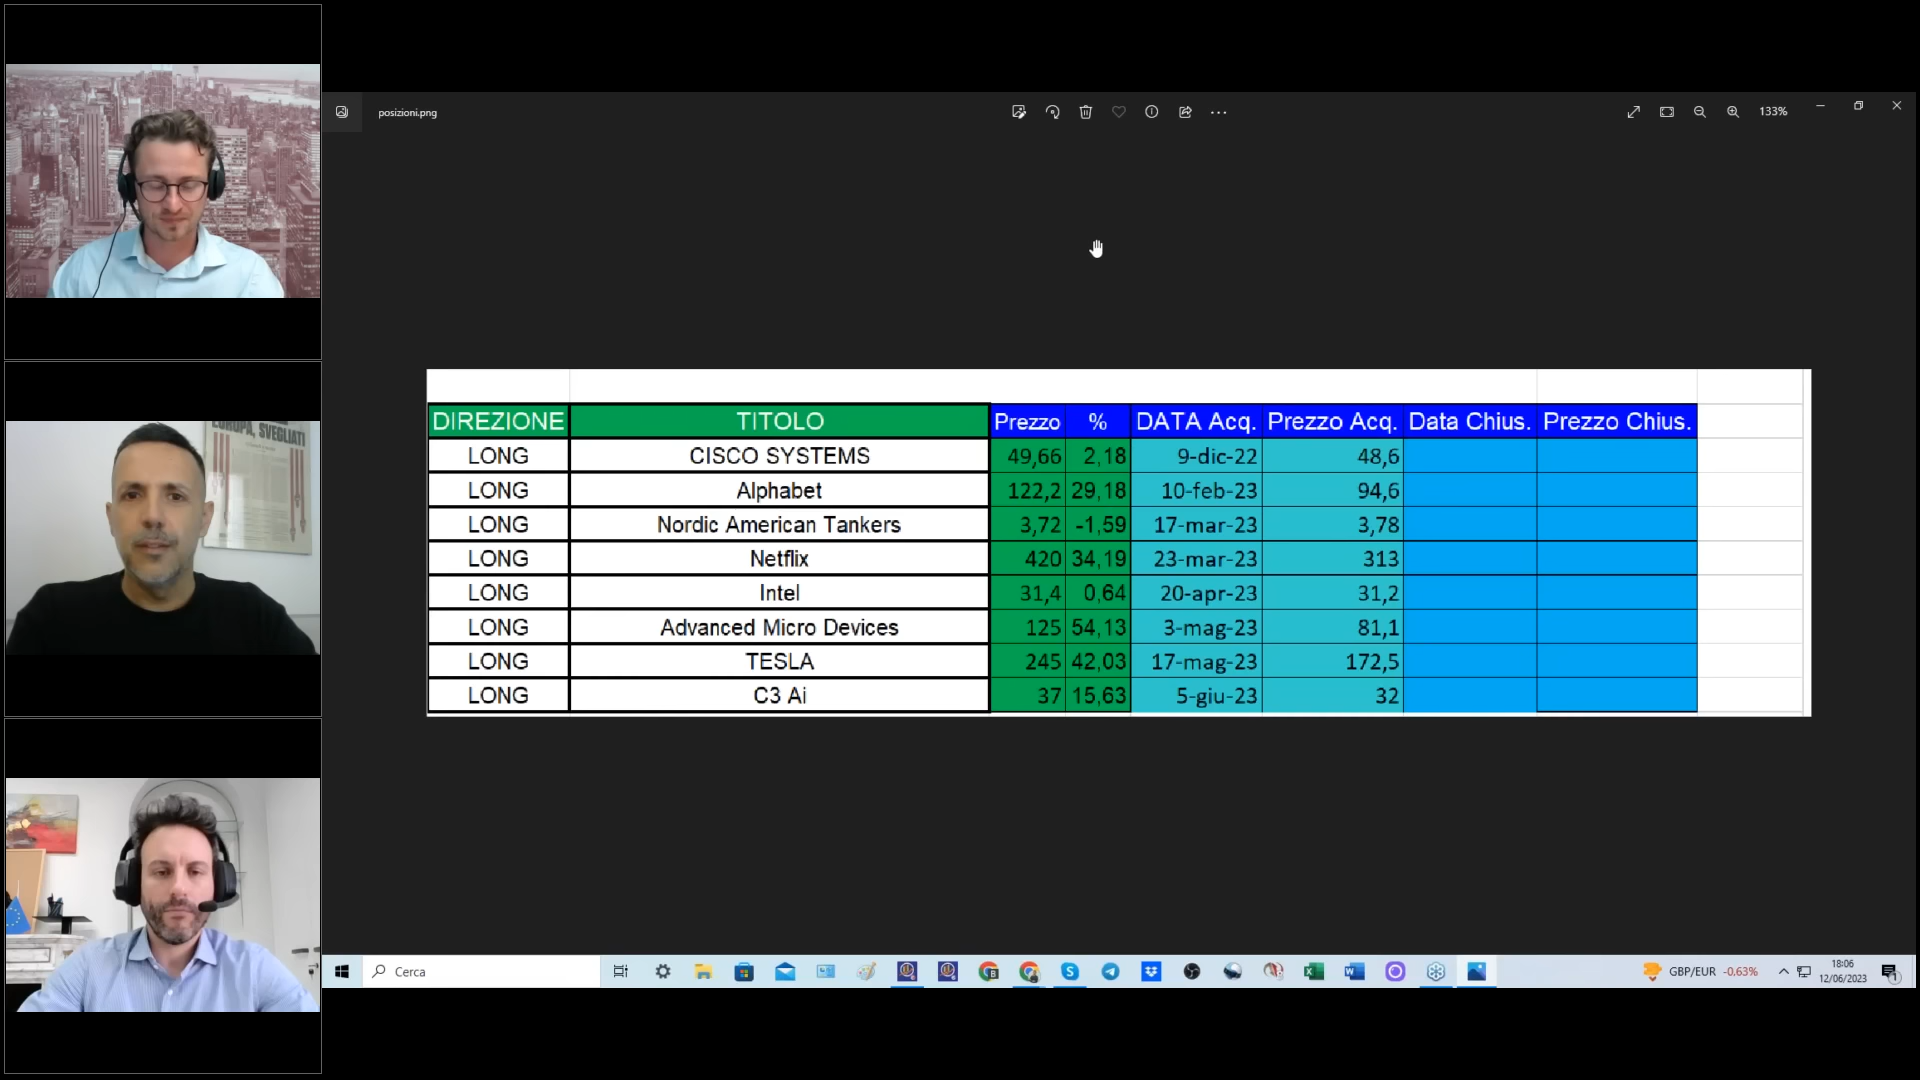 posizioni.png
133%
EUROPA, SVEGLIATI
DIREZIONE TITOLO Prezzo % DATA Acq. Prezzo Acq. Data Chius. Prezzo Chius.
LONG CISCO SYSTEMS 49,66 2,18 9-dic-22 48,6
LONG Alphabet 122,2 29,18 10-feb-23 94,6
LONG Nordic American Tankers 3,72 -1,59 17-mar-23 3,78
LONG Netflix 420 34,19 23-mar-23 313
LONG Intel 31,4 0,64 20-apr-23 31,2
LONG Advanced Micro Devices 125 54,13 3-mag-23 81,1
LONG TESLA 245 42,03 17-mag-23 172,5
LONG C3 Ai 37 15,63 5-giu-23 32
Cerca
GBP/EUR -0,63%
18:06
12/06/2023
1